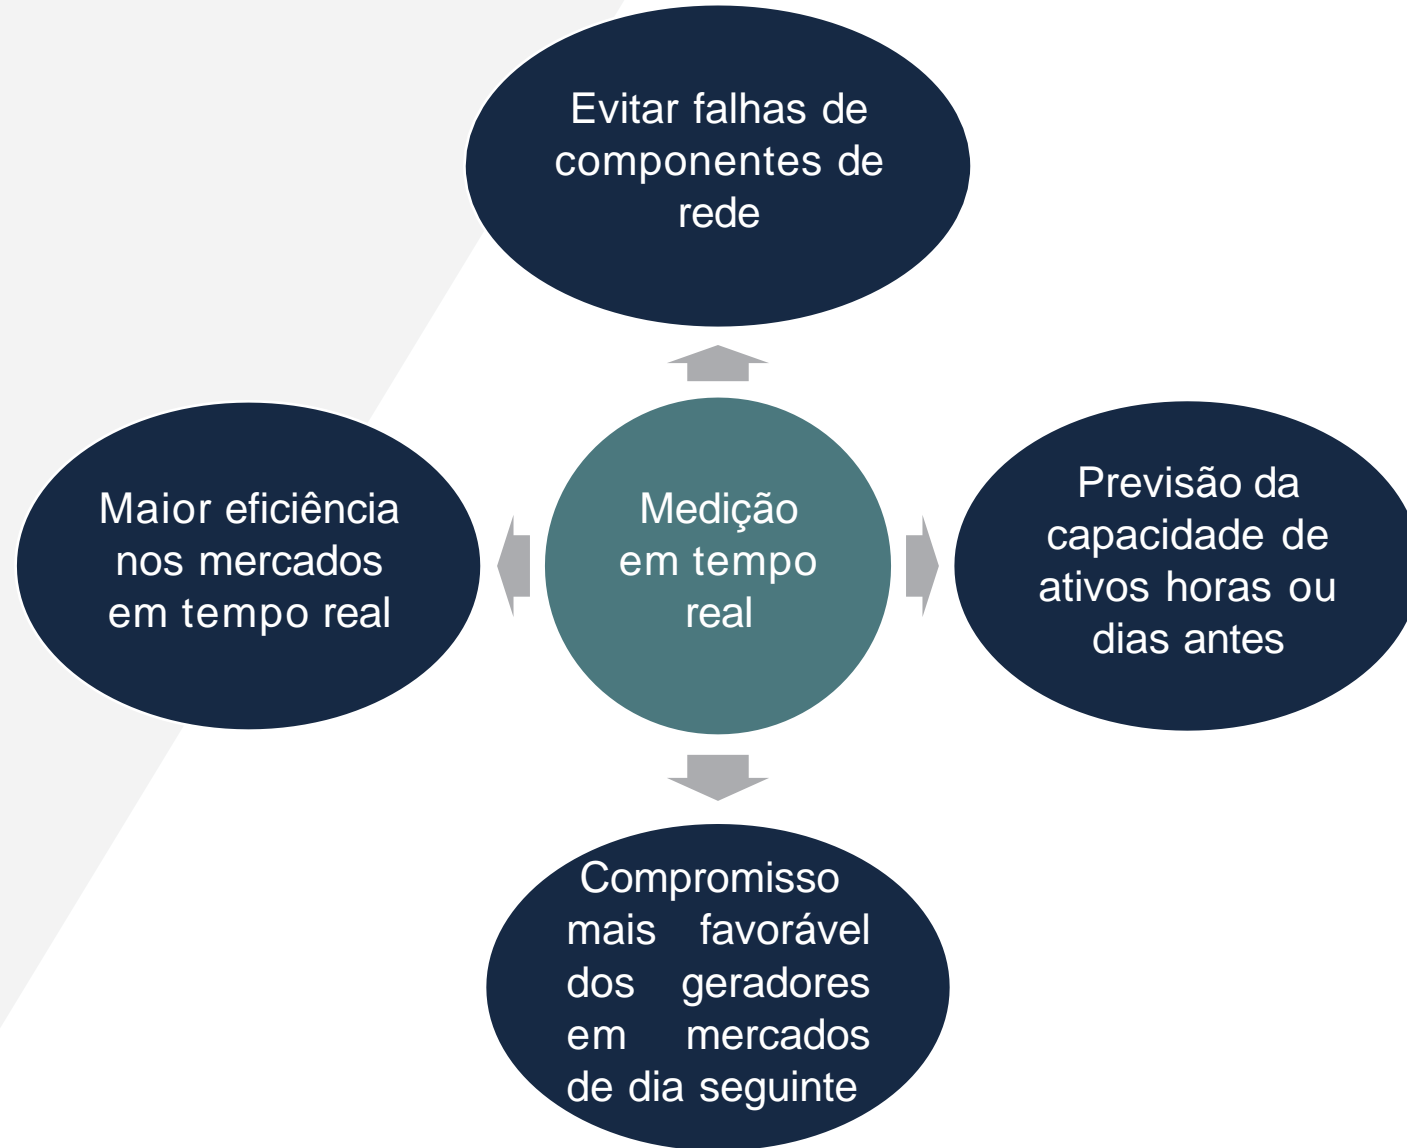 Evitar falhas de
componentes de
rede
Maior eficiência
nos mercados
em tempo real
Medição
em tempo
real
Previsão da
capacidade de
ativos horas ou
dias antes
Compromisso
mais favorável
dos geradores
em mercados
de dia seguinte